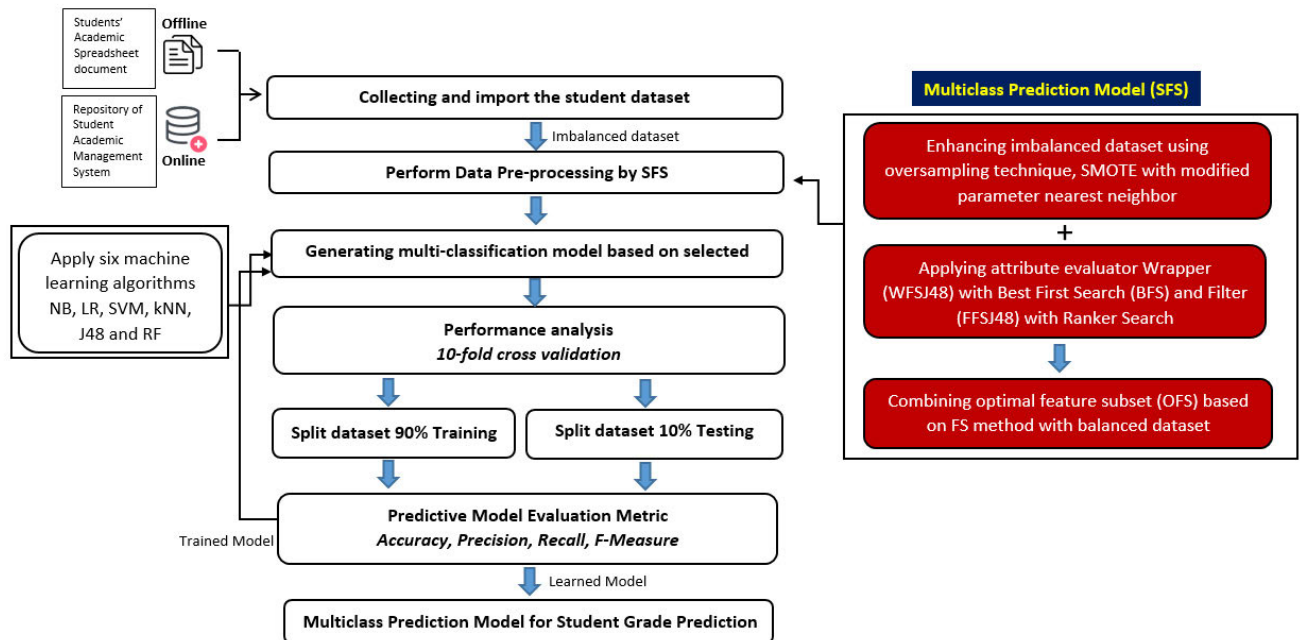 Students'
Academic
Spreadsheet
document
Offline
Repository of
Student
Academic
Management
System
Online
Collecting and import the student dataset
Imbalanced dataset
Perform Data Pre-processing by SFS
Generating multi-classification model based on selected
Apply six machine
learning algorithms
NB, LR, SVM, kNN,
J48 and RF
Performance analysis
10-fold cross validation
Split dataset 90% Training
Split dataset 10% Testing
Predictive Model Evaluation Metric
Accuracy, Precision, Recall, F-Measure
Trained Model
Learned Model
Multiclass Prediction Model for Student Grade Prediction
Multiclass Prediction Model (SFS)
Enhancing imbalanced dataset using
oversampling technique, SMOTE with modified
parameter nearest neighbor
+
Applying attribute evaluator Wrapper
(WFSJ48) with Best First Search (BFS) and Filter
(FFSJ48) with Ranker Search
Combining optimal feature subset (OFS) based
on FS method with balanced dataset